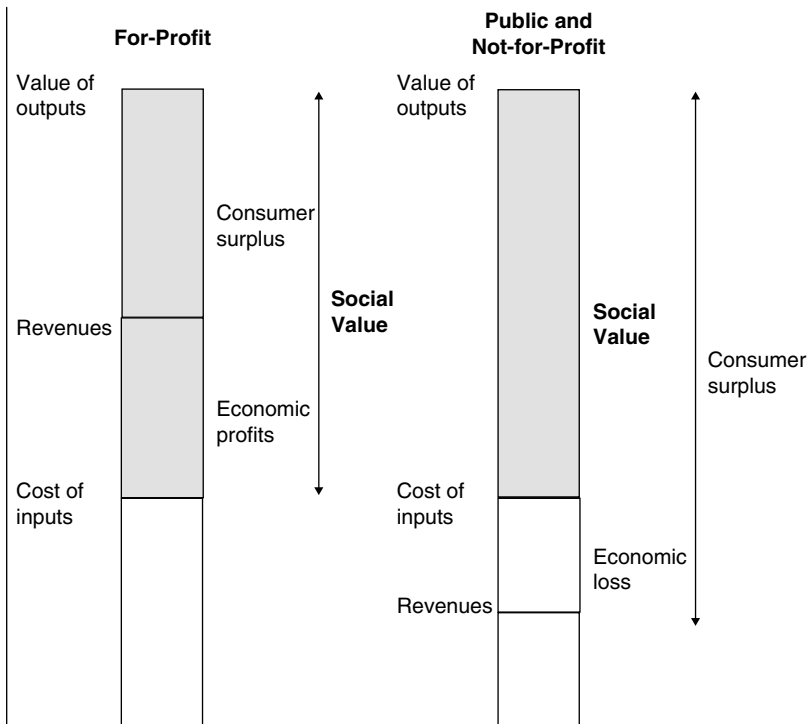 For-Profit
Value of
outputs
Consumer
surplus
Social
Value
Revenues
Economic
profits
Cost of
inputs
Public and
Not-for-Profit
Value of
outputs
Social
Value
Consumer
surplus
Cost of
inputs
Economic
loss
Revenues